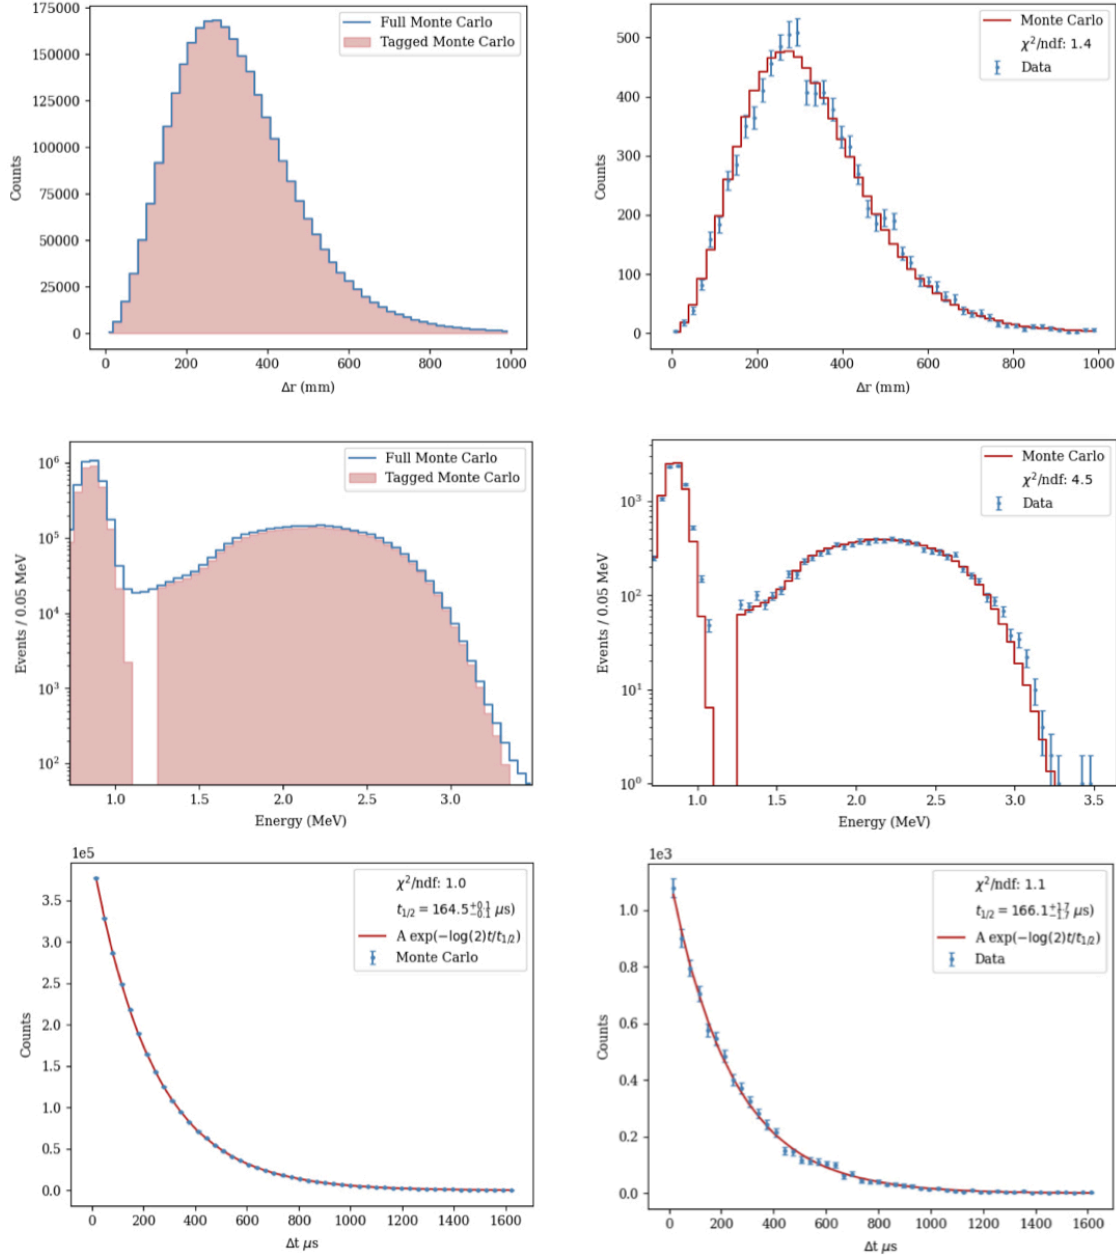 Full Monte Carlo
Tagged Monte Carlo
175000
150000
125000
100000
75000
50000
25000
0
Counts
0 200 400 600 800 1000
Δr (mm)
Monte Carlo
χ²/ndf: 1.4
Data
500
400
300
200
100
0
Counts
0 200 400 600 800 1000
Δr (mm)
Full Monte Carlo
Tagged Monte Carlo
10⁶
10⁵
10⁴
10³
10²
Events / 0.05 MeV
1.0 1.5 2.0 2.5 3.0
Energy (MeV)
Monte Carlo
χ²/ndf: 4.5
Data
10³
10²
10¹
10⁰
Events / 0.05 MeV
1.0 1.5 2.0 2.5 3.0 3.5
Energy (MeV)
1e5
χ²/ndf: 1.0
t₁/₂ = 164.5⁺⁰·¹₋₀.₁ μs)
A exp(−log(2)t/t₁/₂)
Monte Carlo
3.5
3.0
2.5
2.0
1.5
1.0
0.5
0.0
Counts
0 200 400 600 800 1000 1200 1400 1600
Δt μs
1e3
χ²/ndf: 1.1
t₁/₂ = 166.1⁺¹·⁷₋₁.₇ μs)
A exp(−log(2)t/t₁/₂)
Data
1.0
0.8
0.6
0.4
0.2
0.0
Counts
0 200 400 600 800 1000 1200 1400 1600
Δt μs